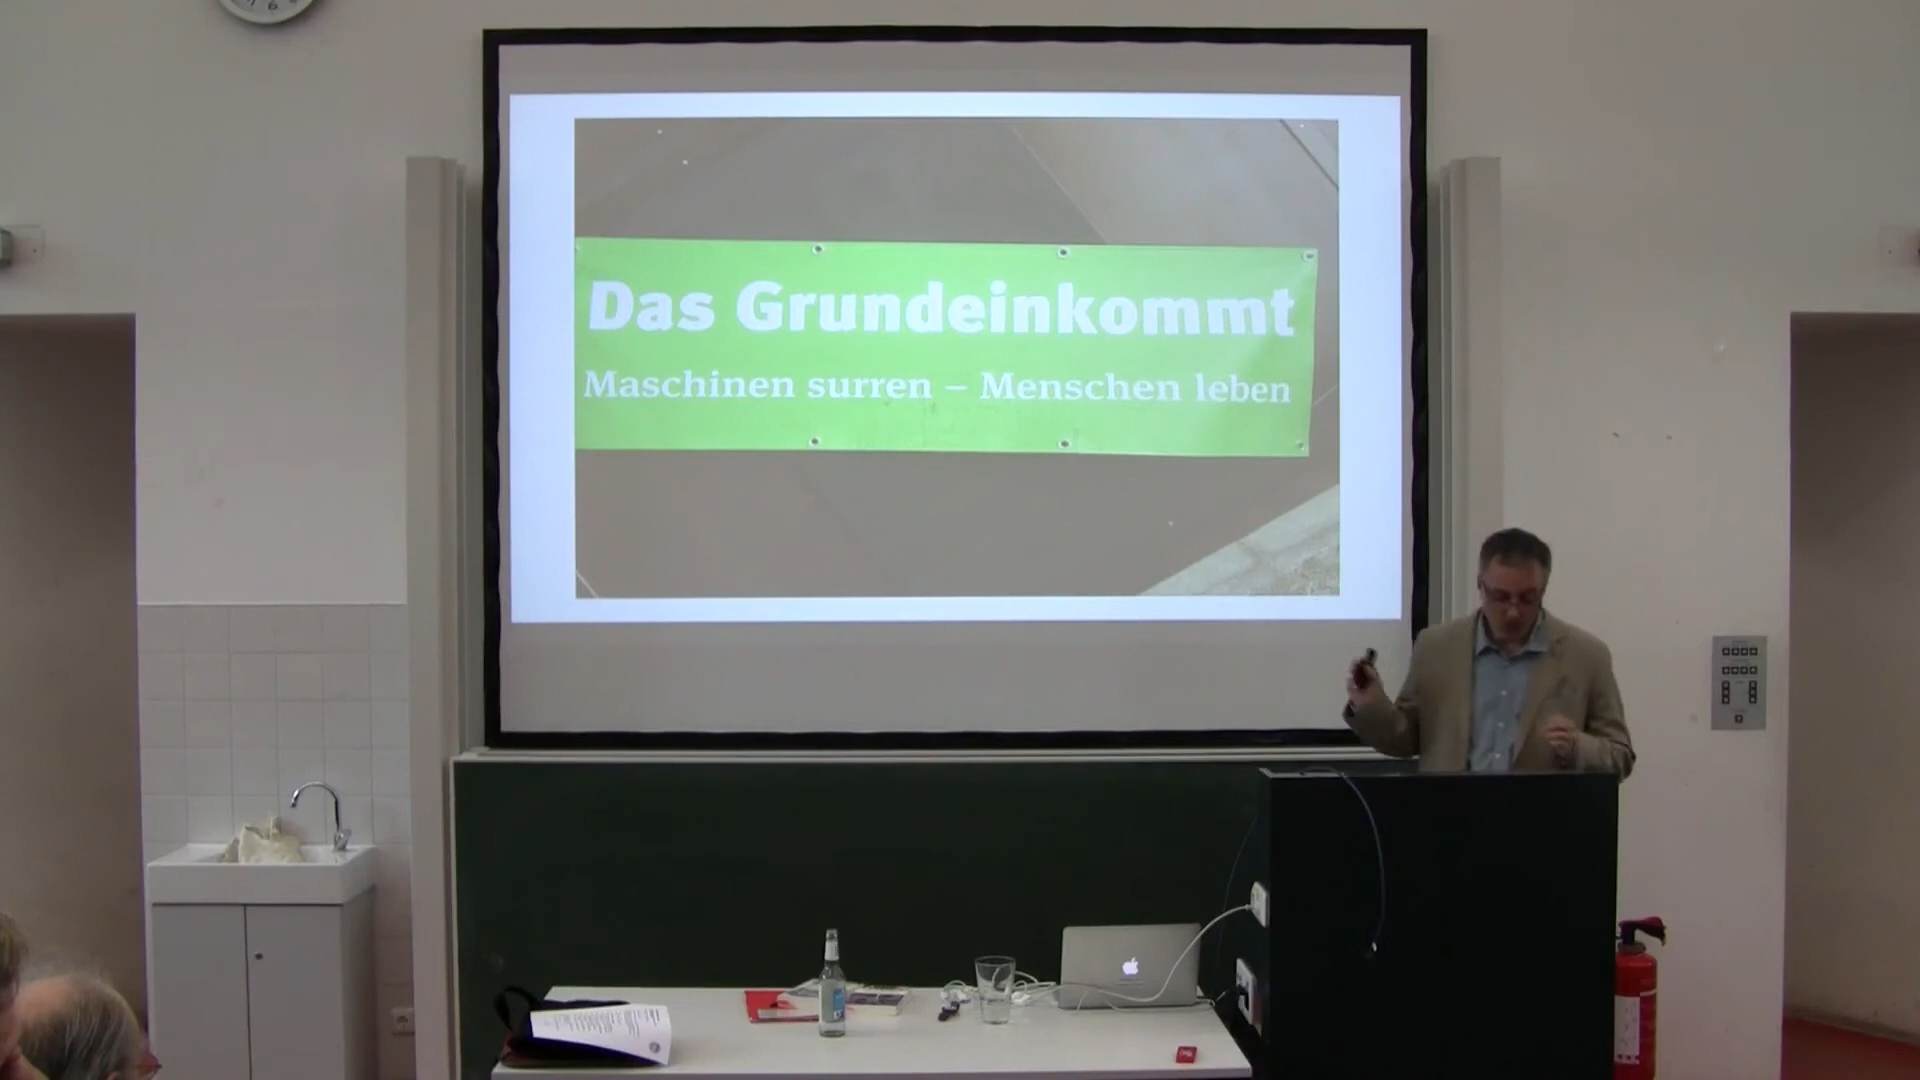 Das Grundeinkommt
Maschinen surren – Menschen leben